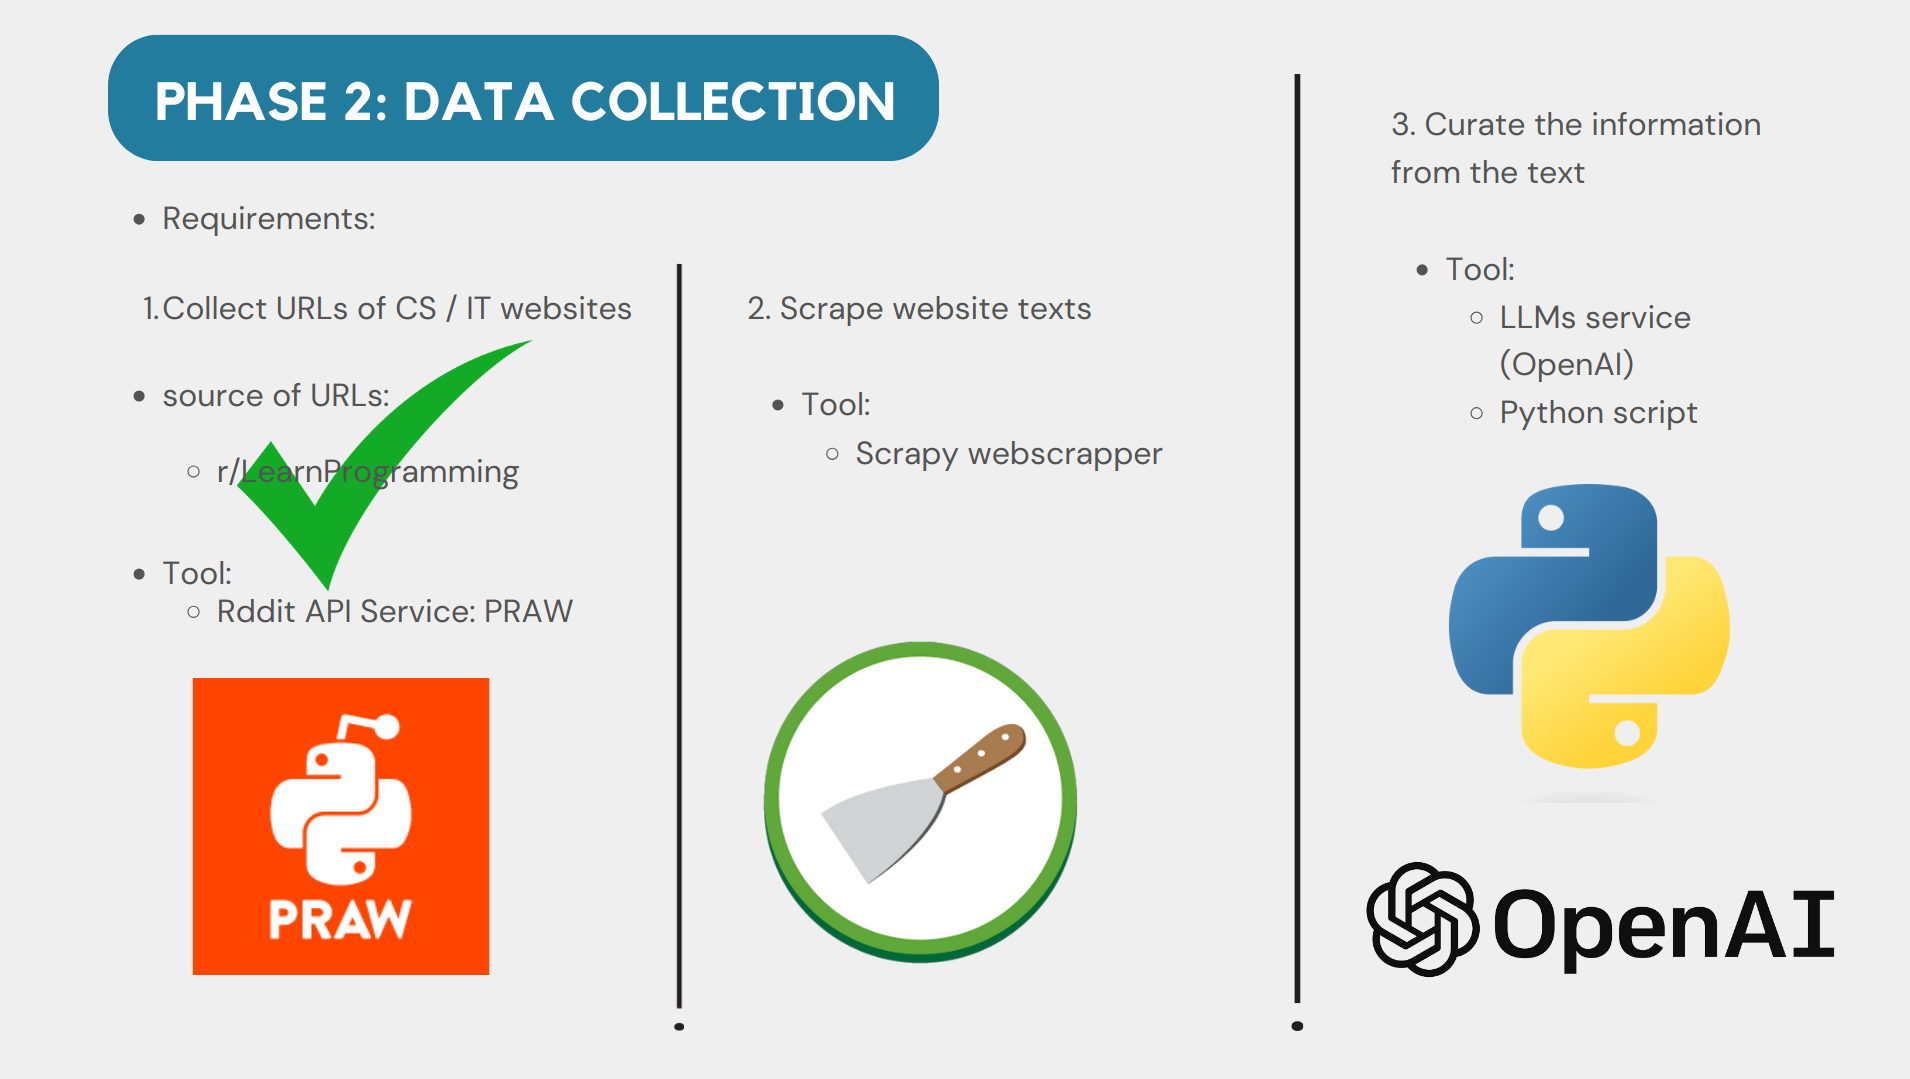 PHASE 2: DATA COLLECTION
Requirements:
1. Collect URLs of CS / IT websites
source of URLs:
r/LearnProgramming
Tool:
Rddit API Service: PRAW
PRAW
2. Scrape website texts
Tool:
Scrapy webscrapper
3. Curate the information
from the text
Tool:
LLMs service
(OpenAI)
Python script
OpenAI